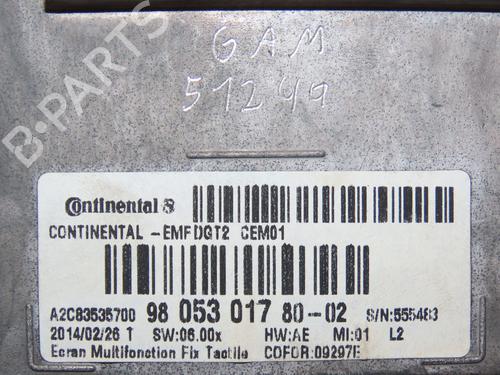 GAM
51249
B-PARTS
Continental
CONTINENTAL -EMFDGT2 CEM01
A2C83535700 98 053 017 80-02 S/N:555483
2014/02/26 T SW:06.00x HW:AE MI:01 L2
Ecran Multifonction Fix Tactile COFOR:09297E